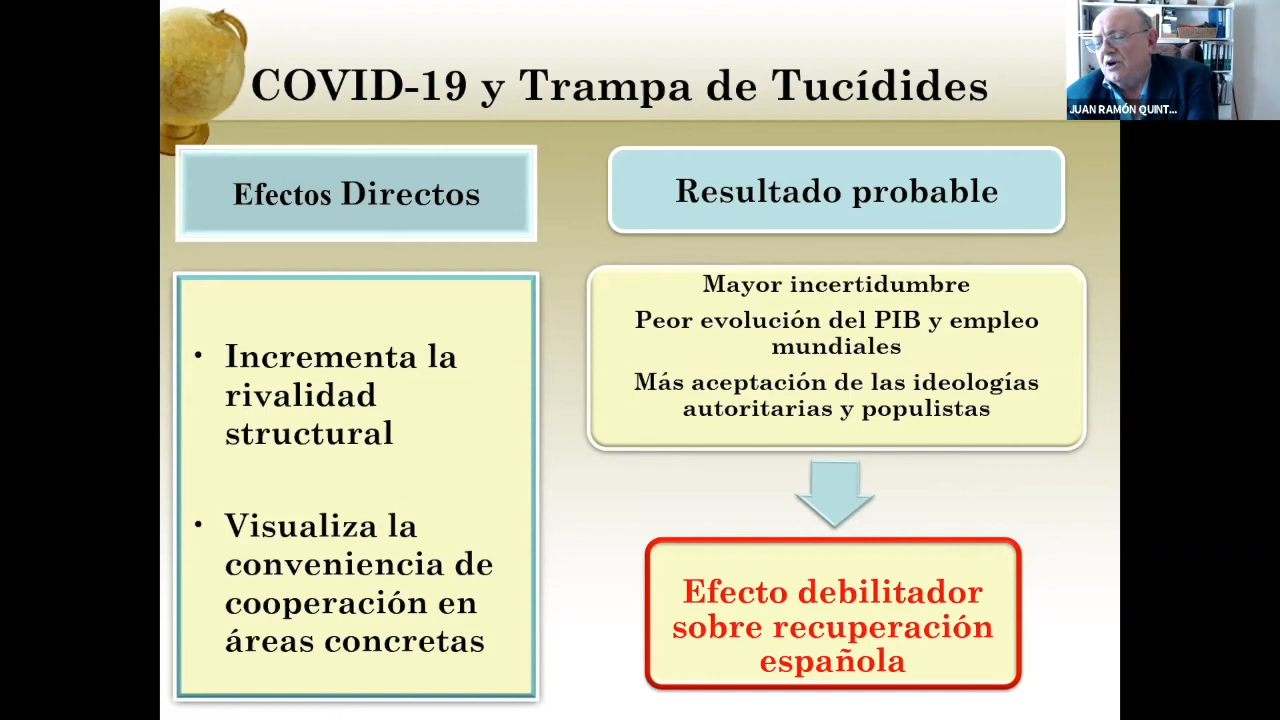 COVID-19 y Trampa de Tucídides
JUAN RAMÓN QUINT...
Efectos Directos
Resultado probable
• Incrementa la
rivalidad
structural
• Visualiza la
conveniencia de
cooperación en
áreas concretas
Mayor incertidumbre
Peor evolución del PIB y empleo
mundiales
Más aceptación de las ideologías
autoritarias y populistas
Efecto debilitador
sobre recuperación
española